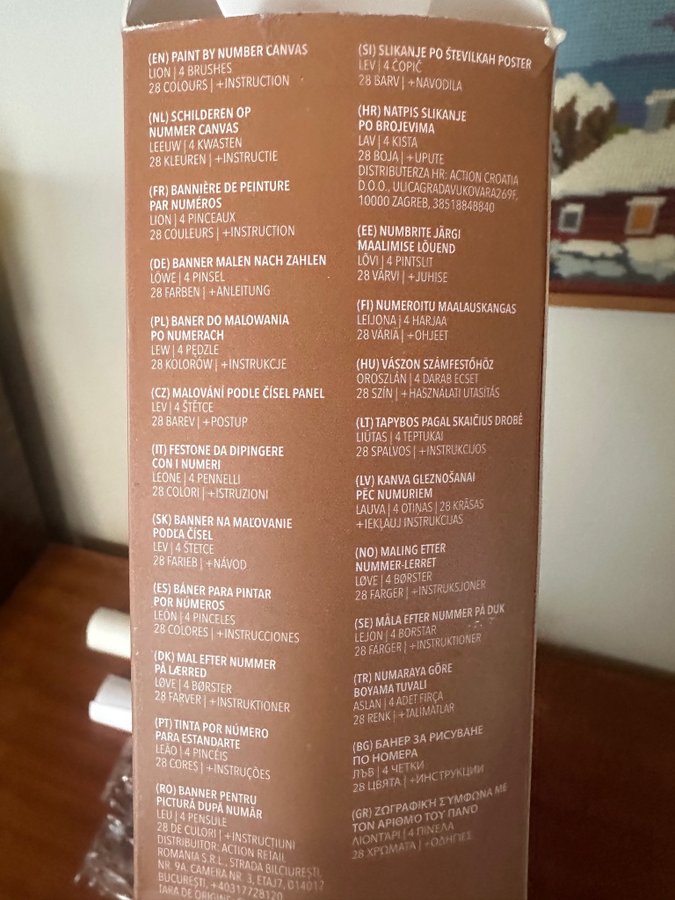 (EN) PAINT BY NUMBER CANVAS
LION | 4 BRUSHES
28 COLOURS | +INSTRUCTION
(NL) SCHILDEREN OP
NUMMER CANVAS
LEEUW | 4 KWASTEN
28 KLEUREN | +INSTRUCTIE
(FR) BANNIÈRE DE PEINTURE
PAR NUMÉROS
LION | 4 PINCEAUX
28 COULEURS | +INSTRUCTION
(DE) BANNER MALEN NACH ZAHLEN
LÖWE | 4 PINSEL
28 FARBEN | +ANLEITUNG
(PL) BANER DO MALOWANIA
PO NUMERACH
LEW | 4 PĘDZLE
28 KOLORÓW | +INSTRUKCJE
(CZ) MALOVÁNÍ PODLE ČÍSEL PANEL
LEV | 4 ŠTĚTCE
28 BAREV | +POSTUP
(IT) FESTONE DA DIPINGERE
CON I NUMERI
LEONE | 4 PENNELLI
28 COLORI | +ISTRUZIONI
(SK) BANNER NA MAĽOVANIE
PODĽA ČÍSEL
LEV | 4 ŠTETCE
28 FARIEB | +NÁVOD
(ES) BÁNER PARA PINTAR
POR NÚMEROS
LEÓN | 4 PINCELES
28 COLORES | +INSTRUCCIONES
(DK) MAL EFTER NUMMER
PÅ LÆRRED
LØVE | 4 BØRSTER
28 FARVER | +INSTRUKTIONER
(PT) TINTA POR NÚMERO
PARA ESTANDARTE
LEÃO | 4 PINCÉIS
28 CORES | +INSTRUÇÕES
(RO) BANNER PENTRU
PICTURĂ DUPĂ NUMĂR
LEU | 4 PENSULE
28 DE CULORI | +INSTRUCȚIUNI
DISTRIBUITOR: ACTION RETAIL
ROMANIA S.R.L., STRADA BILCIUREȘTI,
NR. 9A, CAMERA NR. 3, ETAJ 7, 014012
BUCUREȘTI, +40317728120
ȚARA DE ORIGINE
(SI) SLIKANJE PO ŠTEVILKAH POSTER
LEV | 4 ČOPIČ
28 BARV | +NAVODILA
(HR) NATPIS SLIKANJE
PO BROJEVIMA
LAV | 4 KISTA
28 BOJA | +UPUTE
DISTRIBUTERZA HR: ACTION CROATIA
D.O.O., ULICAGRADAVUKOVARA269F,
10000 ZAGREB, 38518848840
(EE) NUMBRITE JÄRGI
MAALIMISE LÕUEND
LÕVI | 4 PINTSLIT
28 VÄRVI | +JUHISE
(FI) NUMEROITU MAALAUSKANGAS
LEIJONA | 4 HARJAA
28 VÄRIÄ | +OHJEET
(HU) VÁSZON SZÁMFESTŐHÖZ
OROSZLÁN | 4 DARAB ECSET
28 SZÍN | +HASZNÁLATI UTASÍTÁS
(LT) TAPYBOS PAGAL SKAIČIUS DROBĖ
LIŪTAS | 4 TEPTUKAI
28 SPALVOS | +INSTRUKCIJOS
(LV) KANVA GLEZNOŠANAI
PĒC NUMURIEM
LAUVA | 4 OTIŅAS | 28 KRĀSAS
+IEKĻAUJ INSTRUKCIJAS
(NO) MALING ETTER
NUMMER-LERRET
LØVE | 4 BØRSTER
28 FARGER | +INSTRUKSJONER
(SE) MÅLA EFTER NUMMER PÅ DUK
LEJON | 4 BORSTAR
28 FÄRGER | +INSTRUKTIONER
(TR) NUMARAYA GÖRE
BOYAMA TUVALİ
ASLAN | 4 ADET FIRÇA
28 RENK | +TALİMATLAR
(BG) БАНЕР ЗА РИСУВАНЕ
ПО НОМЕРА
ЛЪВ | 4 ЧЕТКИ
28 ЦВЯТА | +ИНСТРУКЦИИ
(GR) ΖΩΓΡΑΦΙΚΗ ΣΥΜΦΩΝΑ ΜΕ
ΤΟΝ ΑΡΙΘΜΟ ΤΟΥ ΠΑΝΟ
ΛΙΟΝΤΑΡΙ | 4 ΠΙΝΕΛΑ
28 ΧΡΩΜΑΤΑ | +ΟΔΗΓΙΕΣ